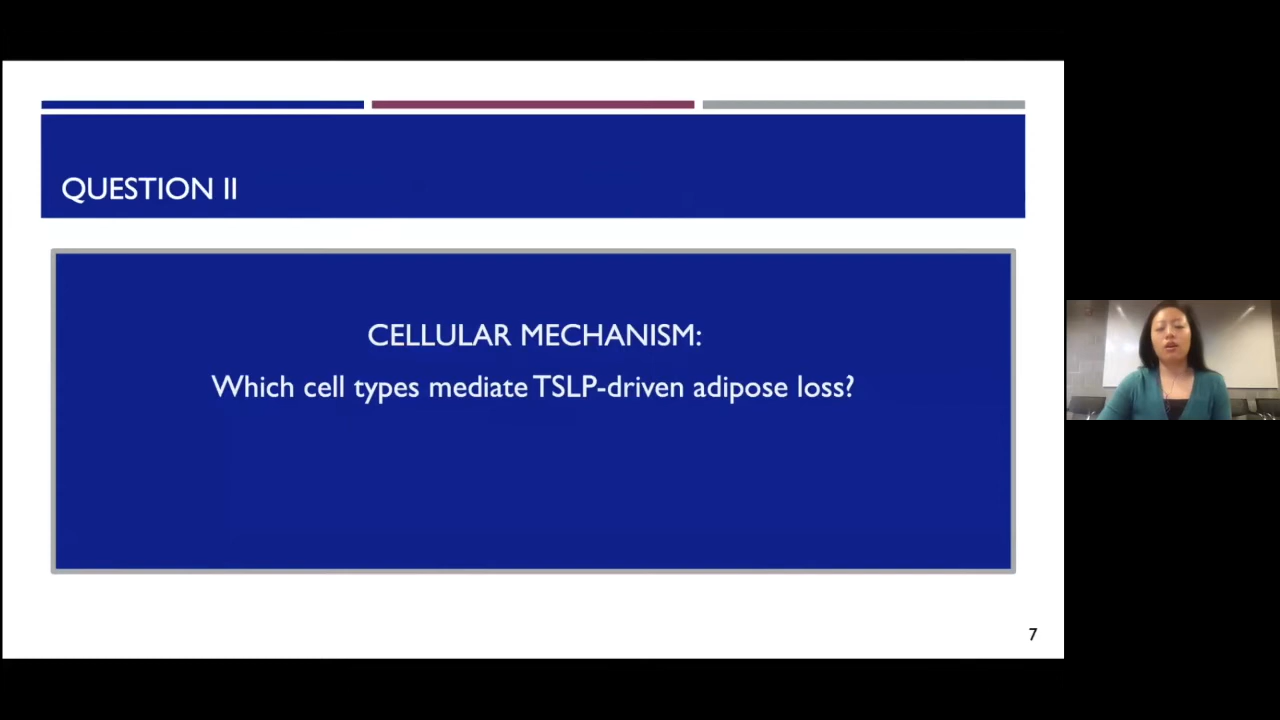 QUESTION II
CELLULAR MECHANISM:
Which cell types mediate TSLP-driven adipose loss?
7